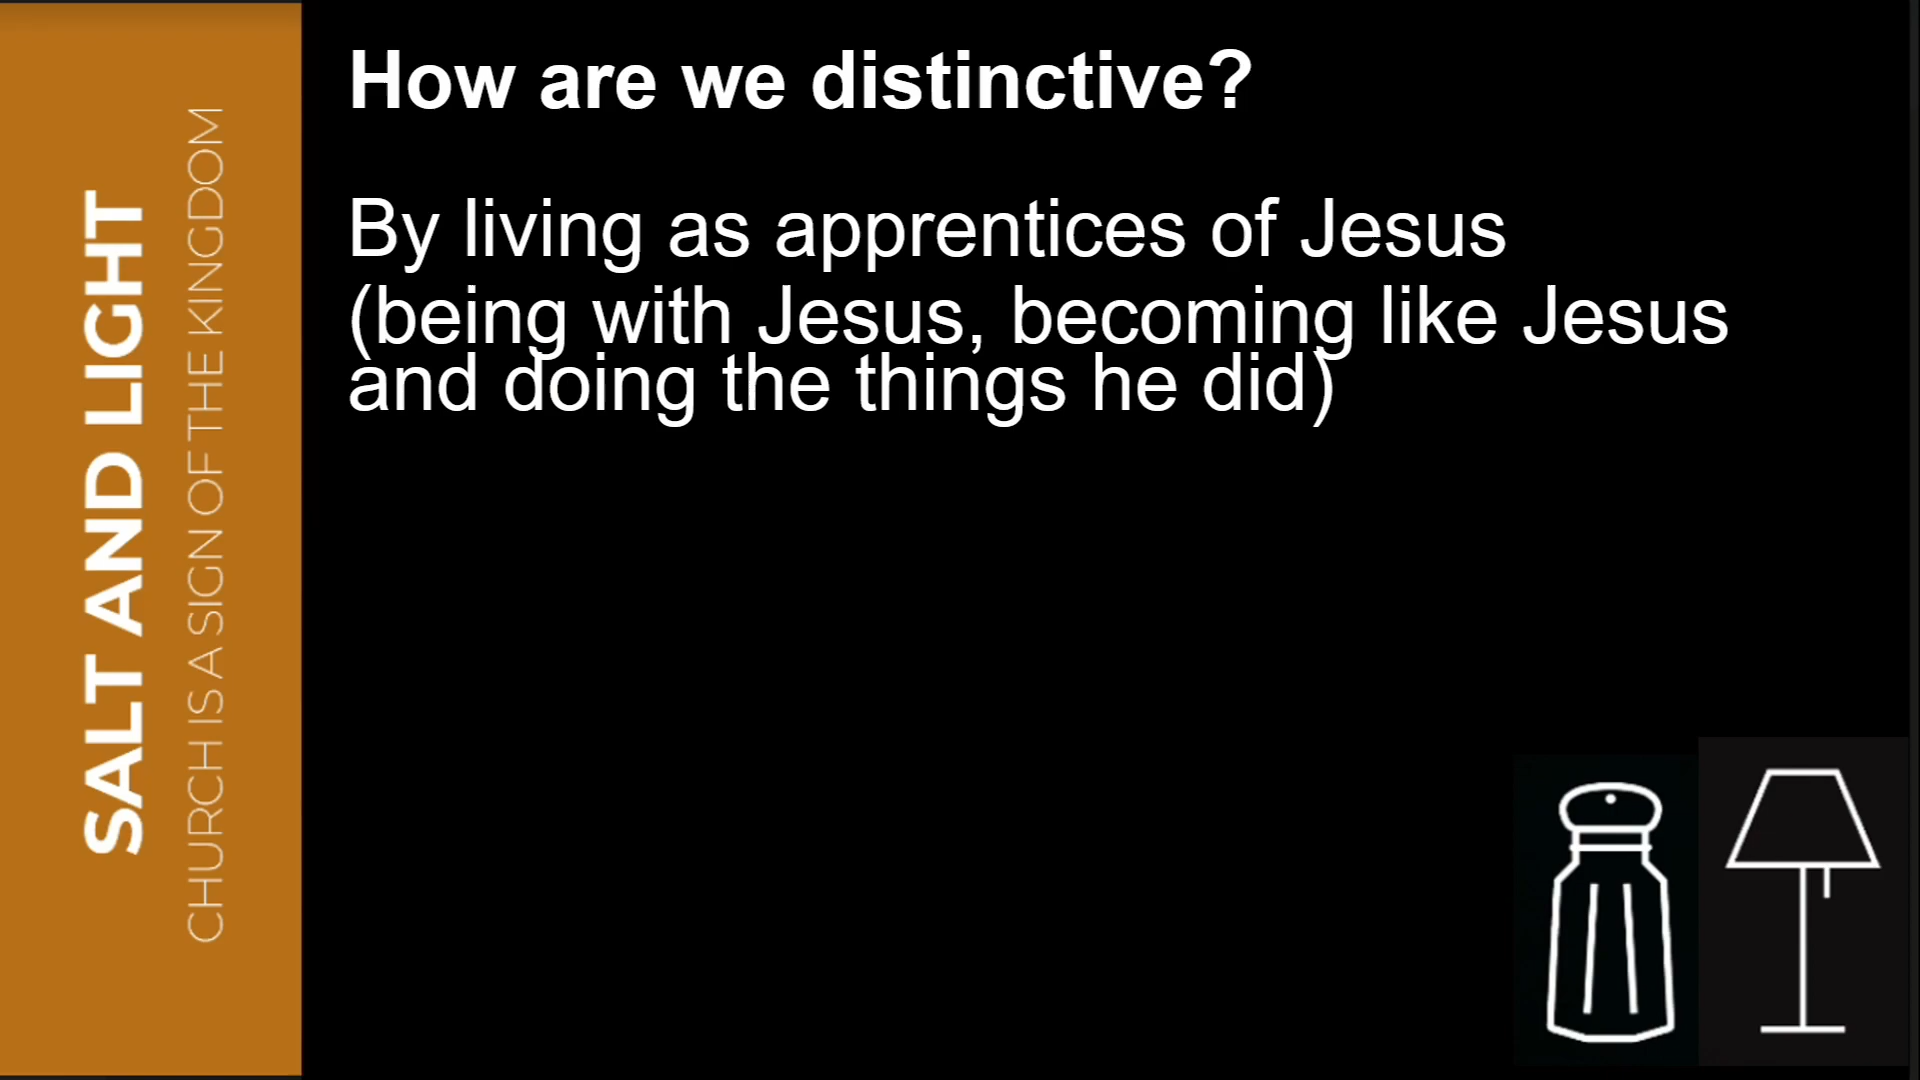 SALT AND LIGHT
CHURCH IS A SIGN OF THE KINGDOM
How are we distinctive?
By living as apprentices of Jesus
(being with Jesus, becoming like Jesus
and doing the things he did)